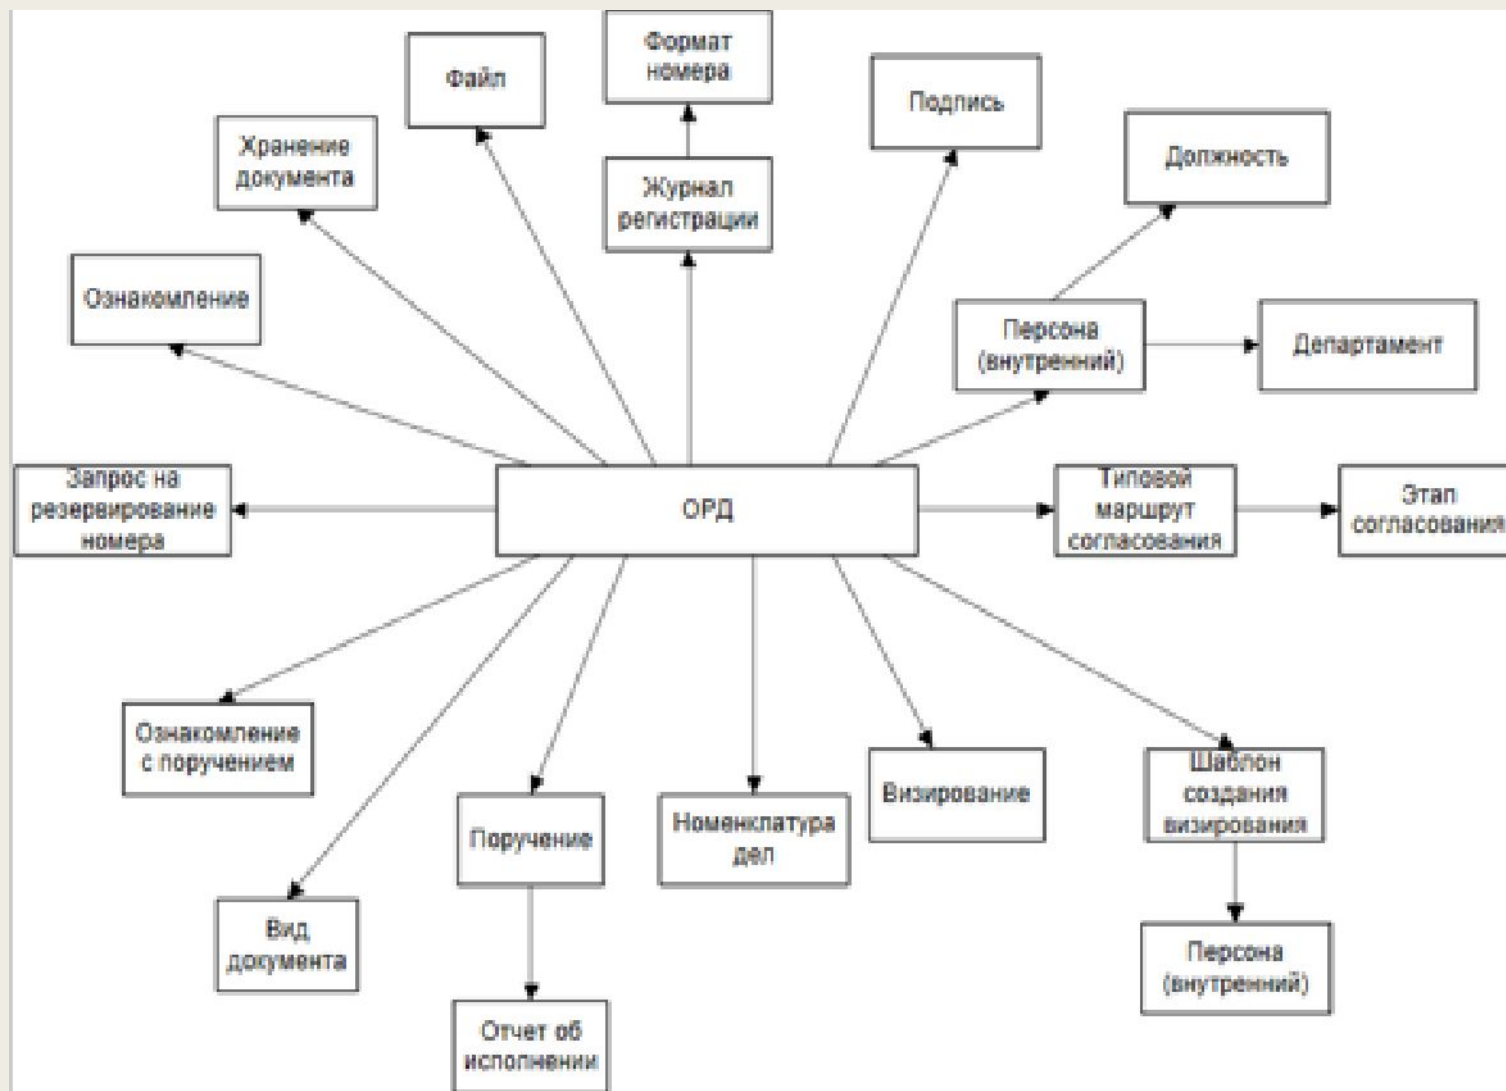 Формат
номера
Файл
Подпись
Хранение
документа
Должность
Журнал
регистрации
Ознакомление
Персона
(внутренний)
Департамент
Запрос на
резервирование
номера
ОРД
Типовой
маршрут
согласования
Этап
согласования
Ознакомление
с поручением
Поручение
Номенклатура
дел
Визирование
Шаблон
создания
визирования
Вид
документа
Персона
(внутренний)
Отчет об
исполнении